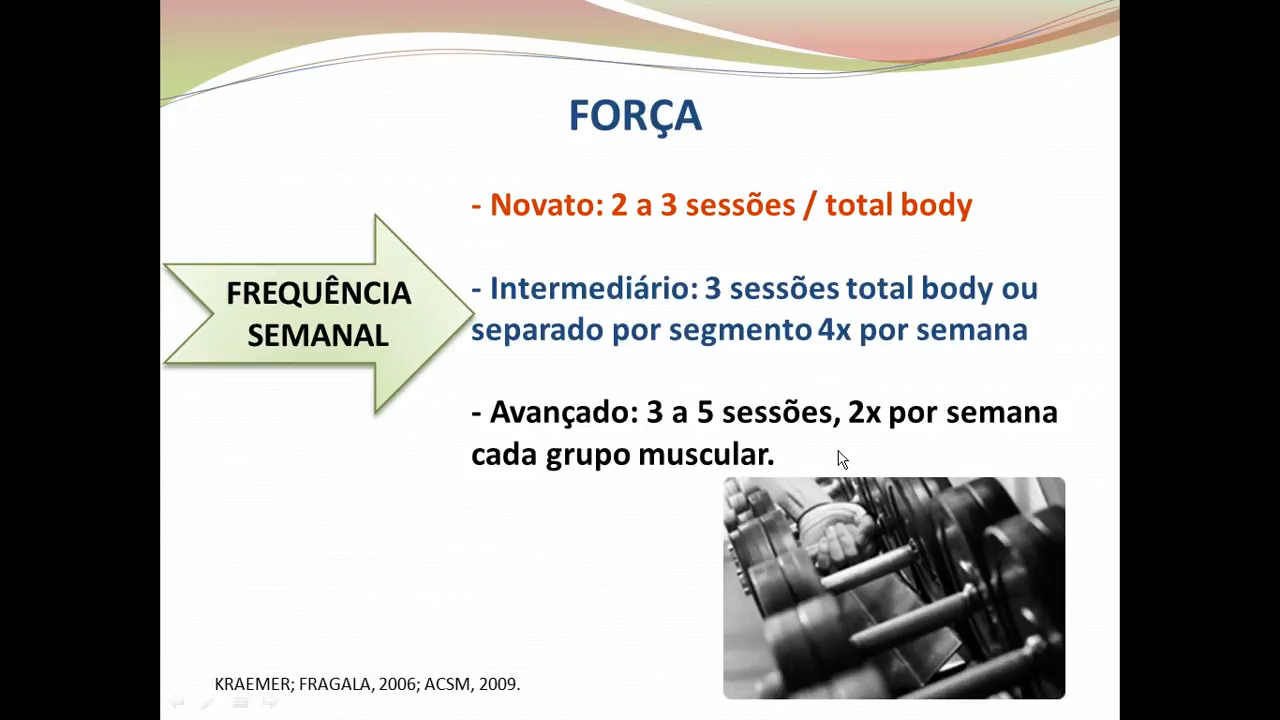 FORÇA
- Novato: 2 a 3 sessões / total body
FREQUÊNCIA
SEMANAL
- Intermediário: 3 sessões total body ou
separado por segmento 4x por semana
- Avançado: 3 a 5 sessões, 2x por semana
cada grupo muscular.
KRAEMER; FRAGALA, 2006; ACSM, 2009.